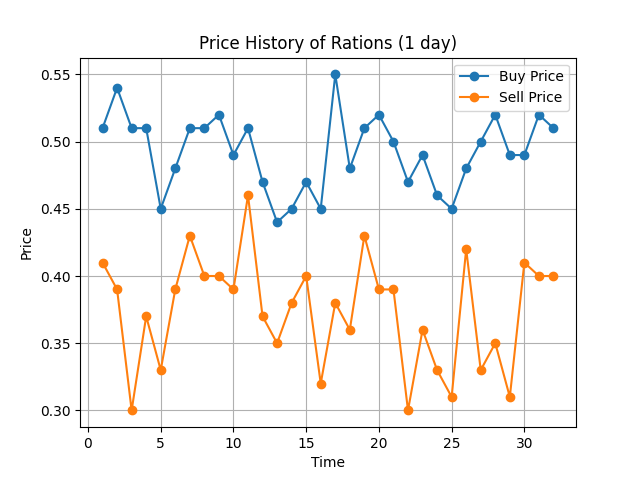 Price History of Rations (1 day)
Buy Price
Sell Price
0.55
0.50
0.45
0.40
0.35
0.30
Price
0 5 10 15 20 25 30
Time